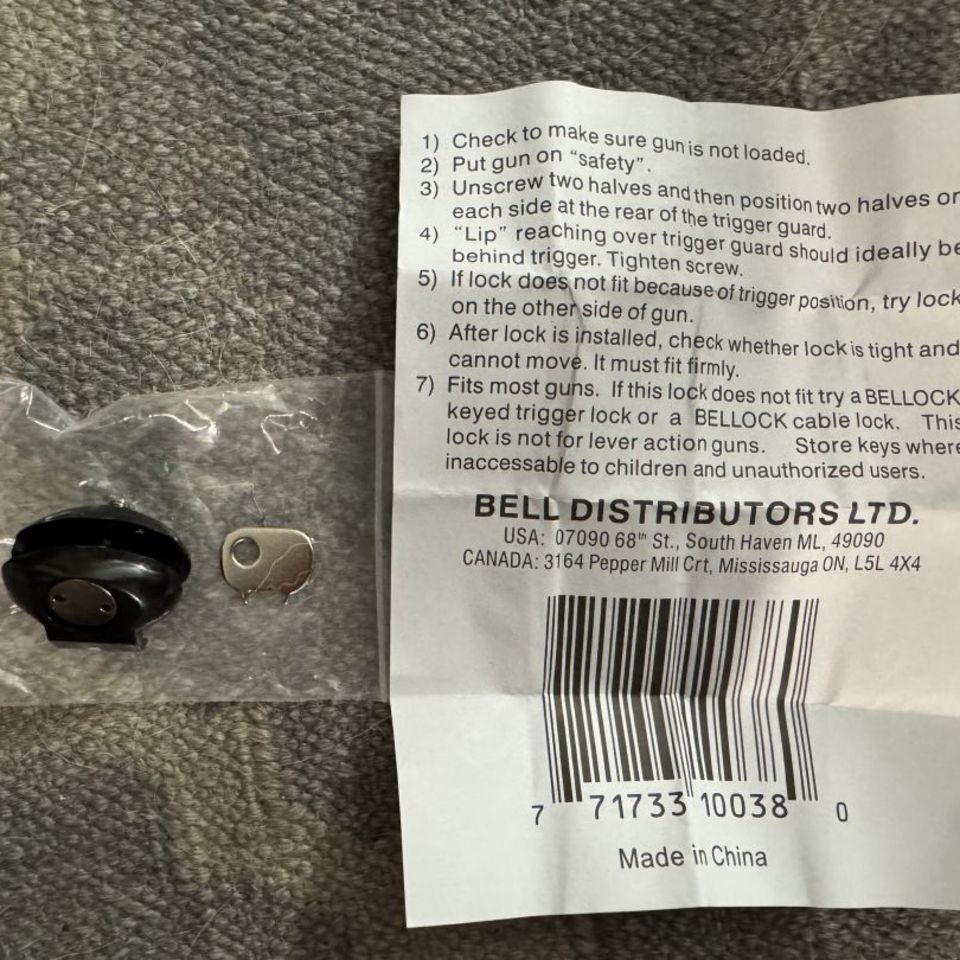 1) Check to make sure gun is not loaded.
2) Put gun on "safety".
3) Unscrew two halves and then position two halves or
each side at the rear of the trigger guard.
4) "Lip" reaching over trigger guard should ideally be
behind trigger. Tighten screw.
5) If lock does not fit because of trigger position, try lock
on the other side of gun.
6) After lock is installed, check whether lock is tight and
cannot move. It must fit firmly.
7) Fits most guns. If this lock does not fit try a BELLOCK
keyed trigger lock or a BELLOCK cable lock. This
lock is not for lever action guns. Store keys where
inaccessable to children and unauthorized users.
BELL DISTRIBUTORS LTD.
USA: 07090 68th St., South Haven ML, 49090
CANADA: 3164 Pepper Mill Crt, Mississauga ON, L5L 4X4
7 71733 10038 0
Made in China